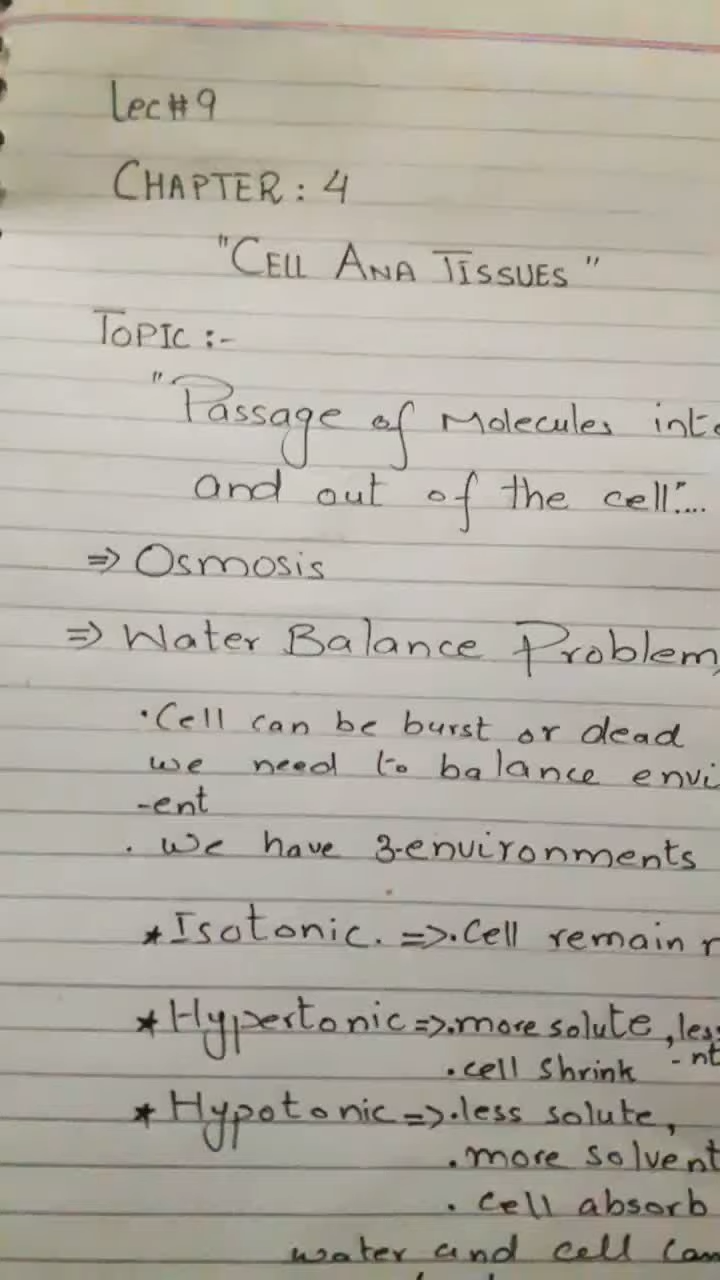 Lec#9
CHAPTER: 4
"CELL ANA TISSUES"
TOPIC :-
"Passage of Molecules int
and out of the cell"....
⇒ Osmosis
⇒ Water Balance Problem,
. Cell can be burst or dead
we need to balance envi
-ent
. we have 3-environments
* Isotonic. ⇒. Cell remain
* Hypertonic ⇒. more solute, les
. cell shrink -nt
* Hypotonic ⇒. less solute,
. more solvent
. cell absorb
water and cell can